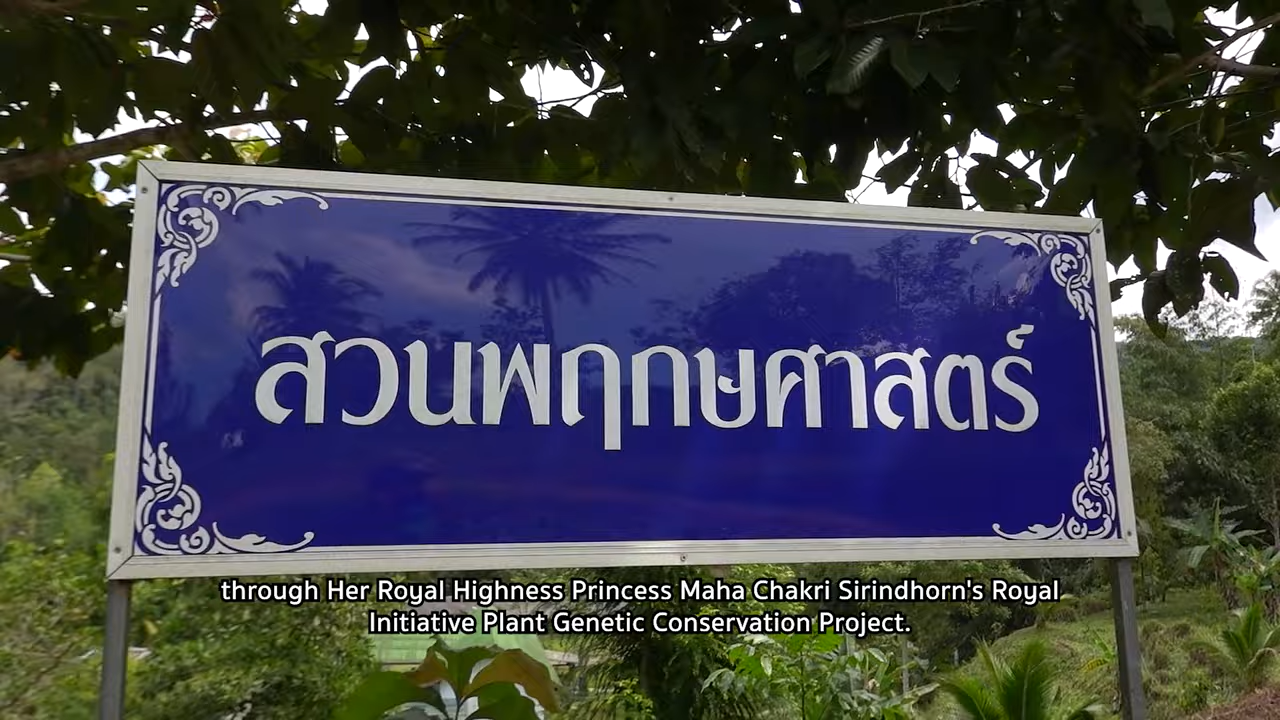 สวนพฤกษศาสตร์
through Her Royal Highness Princess Maha Chakri Sirindhorn's Royal
Initiative Plant Genetic Conservation Project.